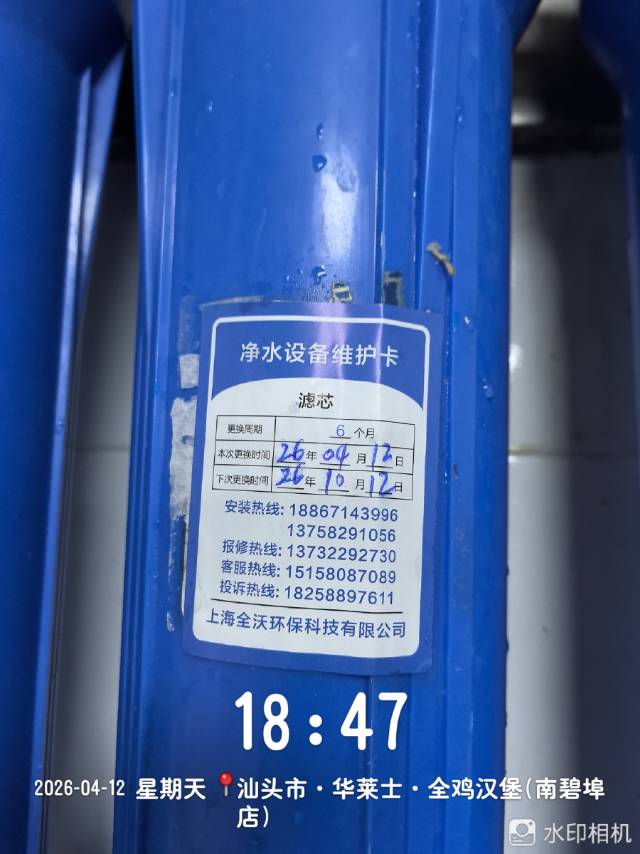 净水设备维护卡
滤芯
更换周期 6 个月
本次更换时间 26 年 04 月 12 日
下次更换时间 26 年 10 月 12 日
安装热线: 18867143996
13758291056
报修热线: 13732292730
客服热线: 15158087089
投诉热线: 18258897611
上海全沃环保科技有限公司
18:47
2026-04-12 星期天 📍汕头市·华莱士·全鸡汉堡(南碧埠
店)
水印相机